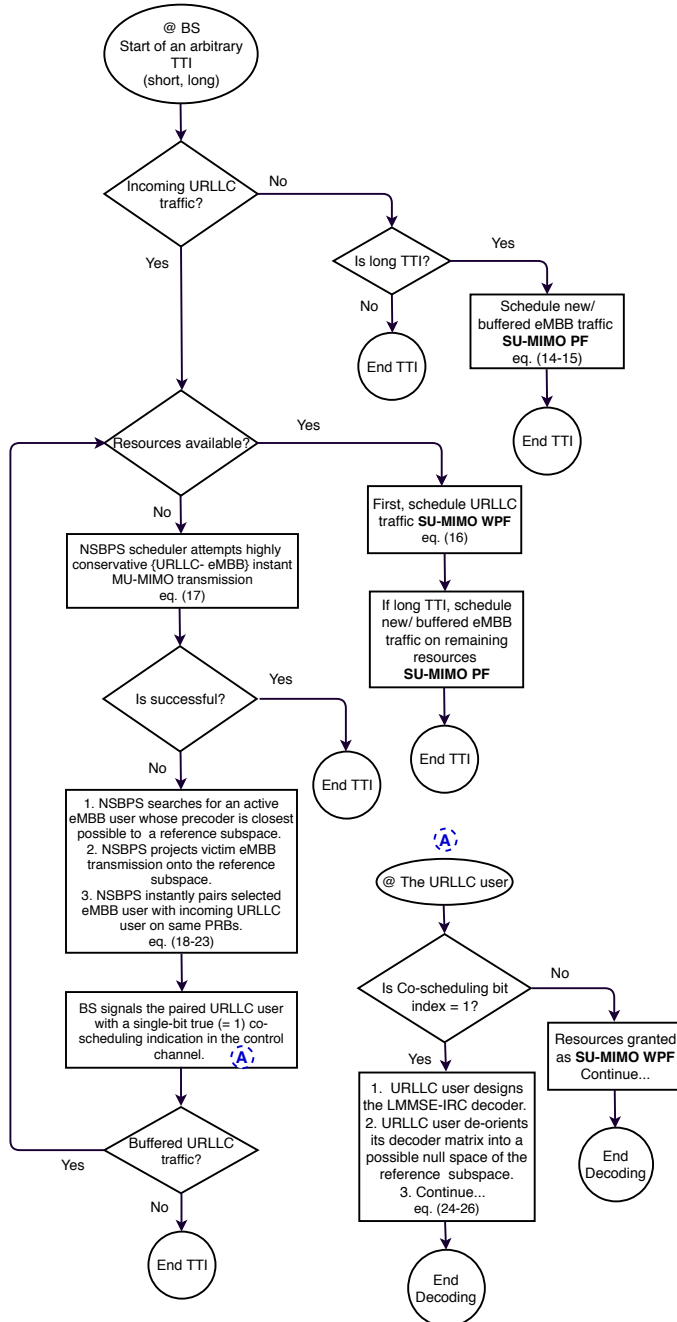 @ BS
Start of an arbitrary
TTI
(short, long)
Incoming URLLC
traffic?
No
Yes
Is long TTI?
Yes
No
Schedule new/
buffered eMBB traffic
SU-MIMO PF
eq. (14-15)
End TTI
End TTI
Resources available?
Yes
No
First, schedule URLLC
traffic SU-MIMO WPF
eq. (16)
NSBPS scheduler attempts highly
conservative {URLLC- eMBB} instant
MU-MIMO transmission
eq. (17)
If long TTI, schedule
new/ buffered eMBB
traffic on remaining
resources
SU-MIMO PF
Is successful?
Yes
No
End TTI
End TTI
1. NSBPS searches for an active
eMBB user whose precoder is closest
possible to a reference subspace.
2. NSBPS projects victim eMBB
transmission onto the reference
subspace.
3. NSBPS instantly pairs selected
eMBB user with incoming URLLC
user on same PRBs.
eq. (18-23)
BS signals the paired URLLC user
with a single-bit true (= 1) co-
scheduling indication in the control
channel.
A
Buffered URLLC
traffic?
Yes
No
End TTI
A
@ The URLLC user
Is Co-scheduling bit
index = 1?
No
Yes
Resources granted
as SU-MIMO WPF
Continue...
End
Decoding
1. URLLC user designs
the LMMSE-IRC decoder.
2. URLLC user de-orients
its decoder matrix into a
possible null space of the
reference subspace.
3. Continue...
eq. (24-26)
End
Decoding